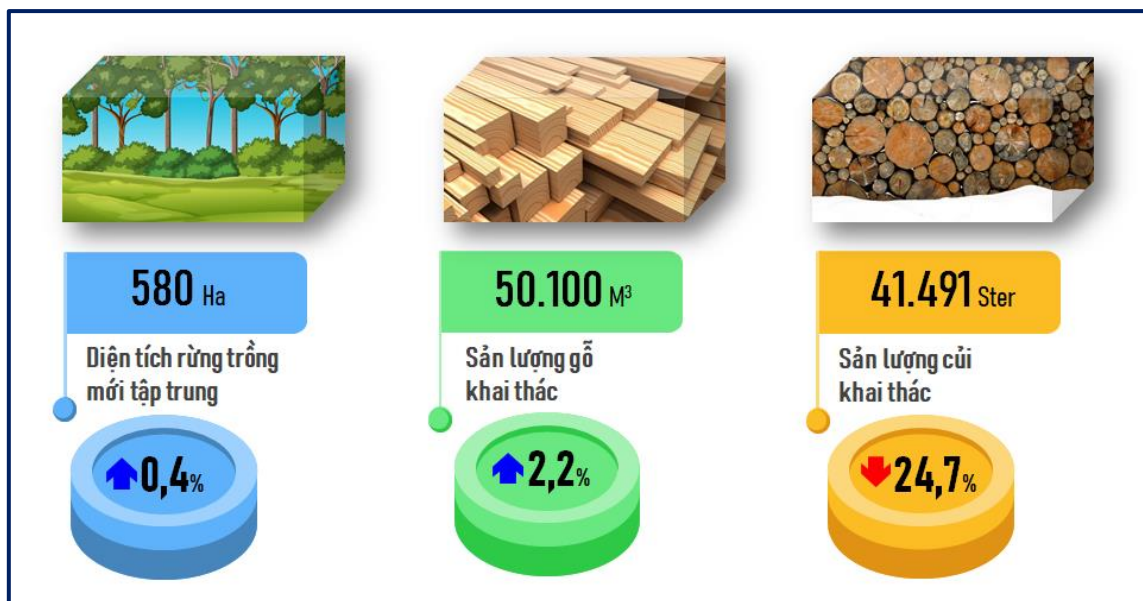 580 Ha
Diện tích rừng trồng
mới tập trung
0,4%
50.100 M³
Sản lượng gỗ
khai thác
2,2%
41.491 Ster
Sản lượng củi
khai thác
24,7%